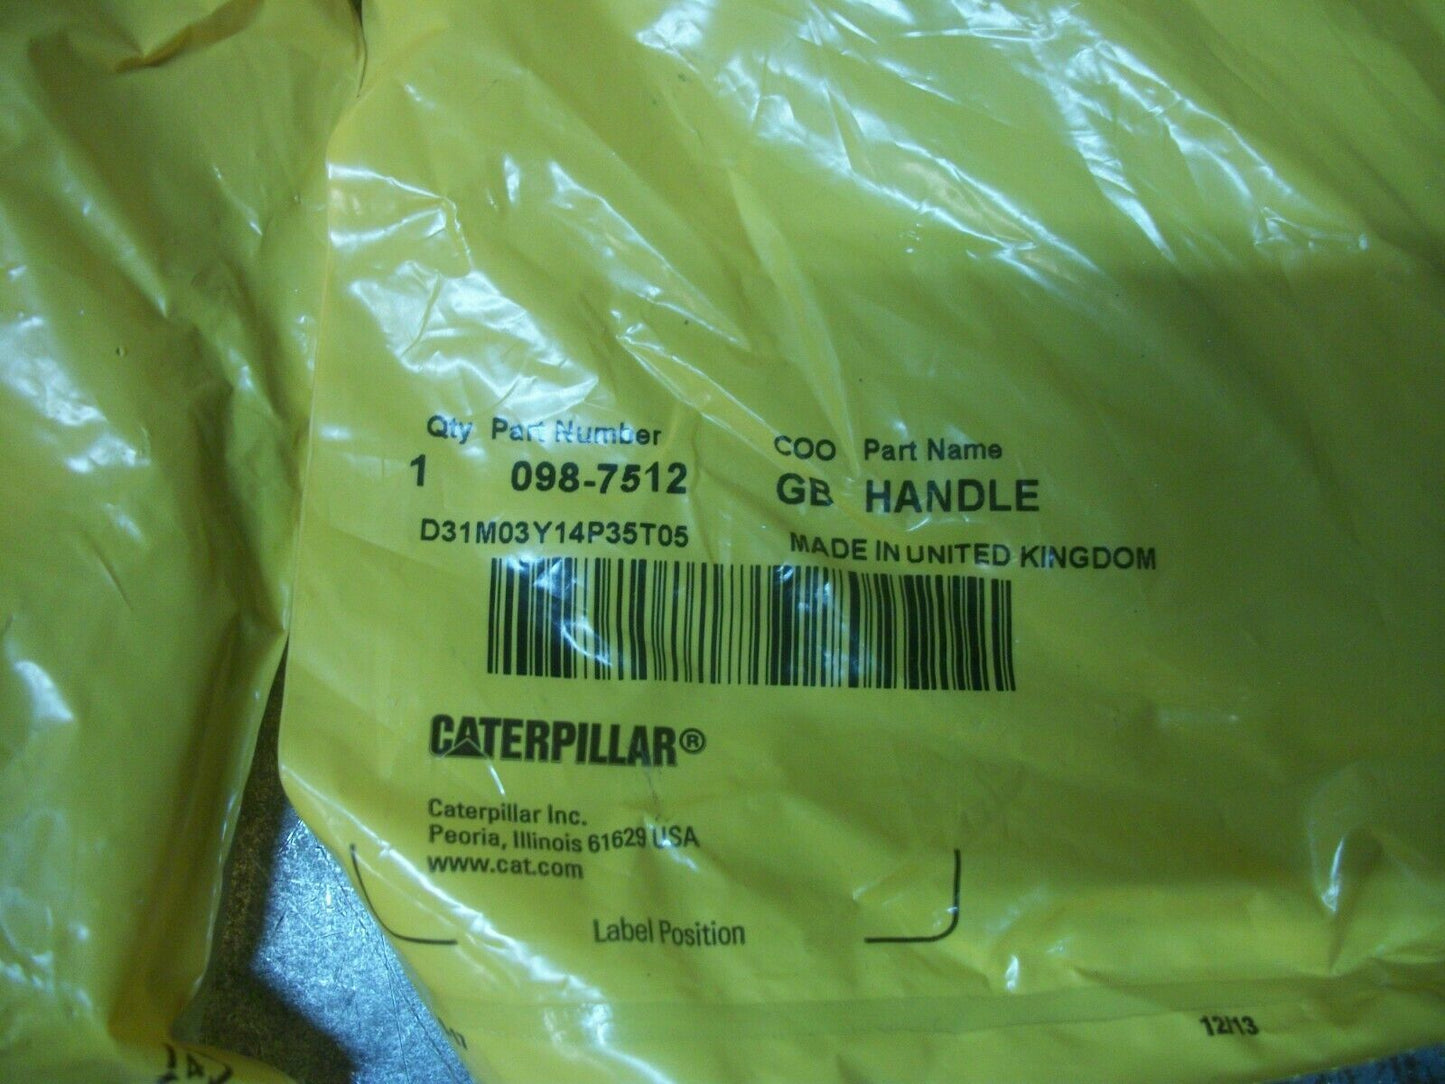 Qty Part Number COO Part Name
1 098-7512 GB HANDLE
D31M03Y14P35T05 MADE IN UNITED KINGDOM
CATERPILLAR®
Caterpillar Inc.
Peoria, Illinois 61629 USA
www.cat.com
Label Position
12/13